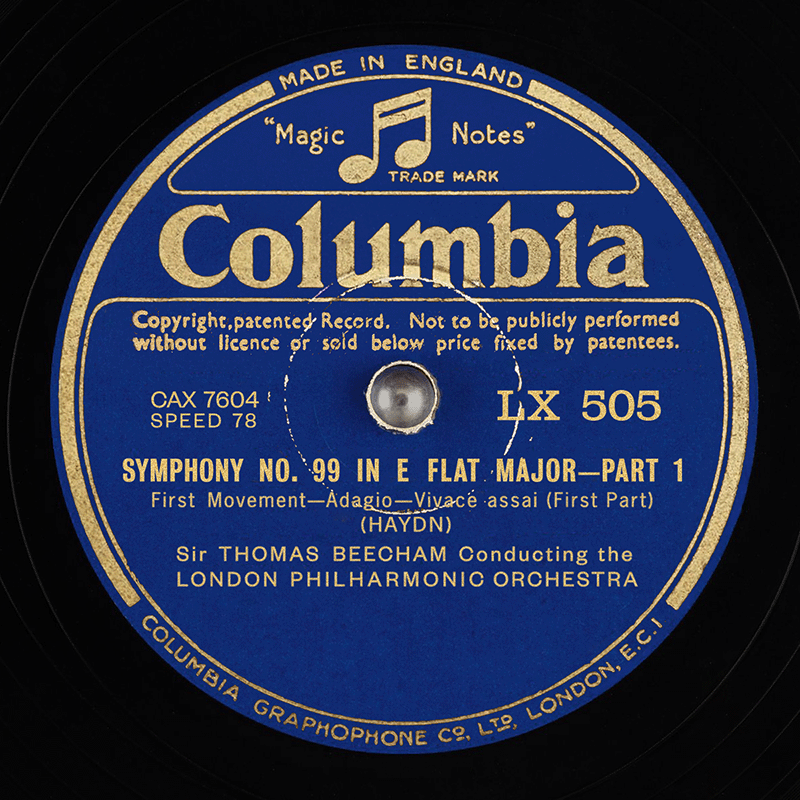 MADE IN ENGLAND
"Magic Notes"
TRADE MARK
Columbia
Copyright,patented Record. Not to be publicly performed
without licence or sold below price fixed by patentees.
CAX 7604
LX 505
SPEED 78
SYMPHONY NO. 99 IN E FLAT MAJOR—PART 1
First Movement—Adagio—Vivace assai (First Part)
(HAYDN)
Sir THOMAS BEECHAM Conducting the
LONDON PHILHARMONIC ORCHESTRA
COLUMBIA GRAPHOPHONE CO. LTD. LONDON, E.C.1